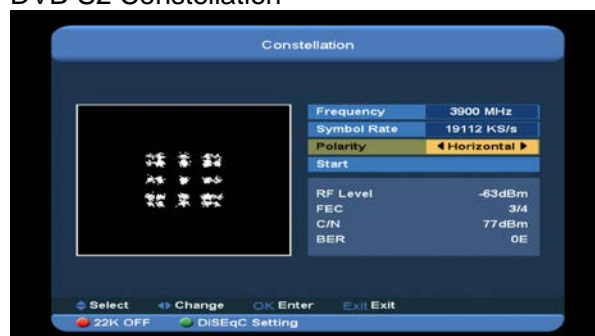 DVB-S2 Constellation
Constellation
Frequency 3900 MHz
Symbol Rate 19112 KS/s
Polarity Horizontal
Start
RF Level -63dBm
FEC 3/4
C/N 77dBm
BER 0E
Select Change OK Enter Exit Exit
22K OFF DiSEqC Setting